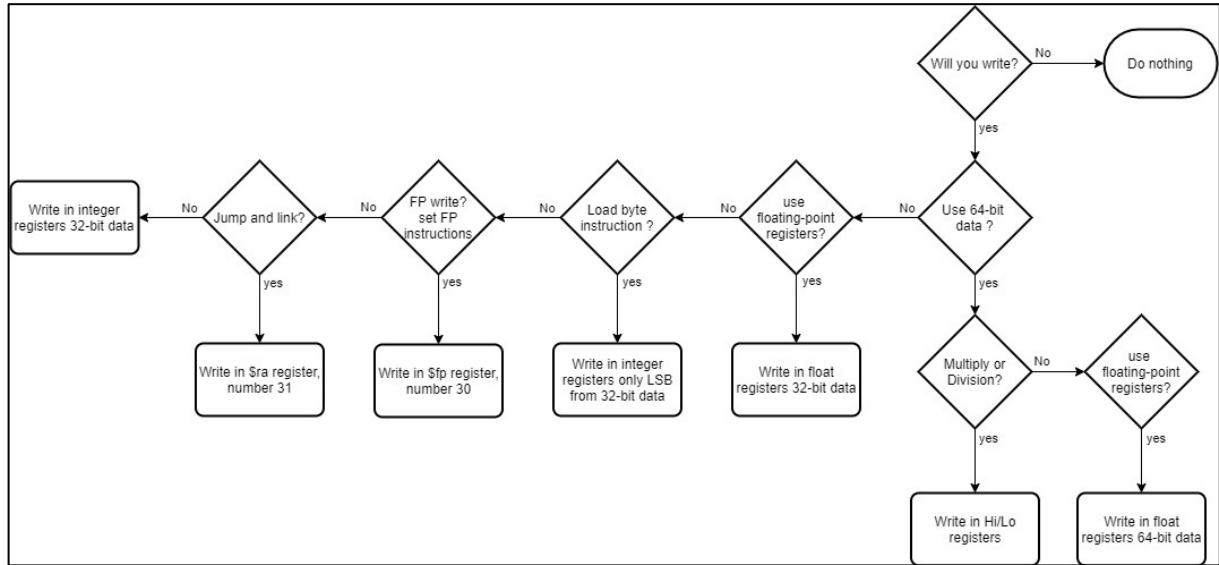 Will you write?
No
Do nothing
yes
Write in integer
registers 32-bit data
No
Jump and link?
No
FP write?
set FP
instructions
No
Load byte
instruction ?
No
use
floating-point
registers?
No
Use 64-bit
data ?
yes
yes
yes
yes
yes
Write in $ra register,
number 31
Write in $fp register,
number 30
Write in integer
registers only LSB
from 32-bit data
Write in float
registers 32-bit data
Multiply or
Division?
No
use
floating-point
registers?
yes
yes
Write in Hi/Lo
registers
Write in float
registers 64-bit data